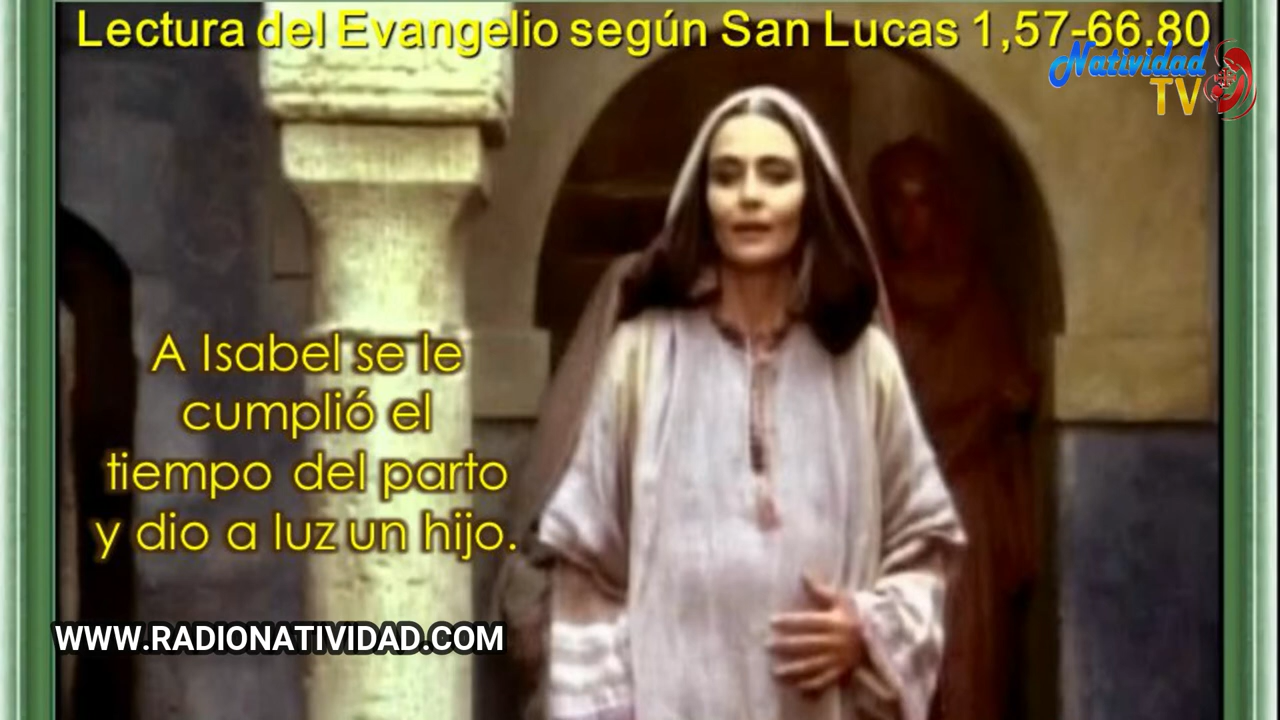 Lectura del Evangelio según San Lucas 1,57-66.80
Natividad
TV
A Isabel se le
cumplió el
tiempo del parto
y dio a luz un hijo.
WWW.RADIONATIVIDAD.COM